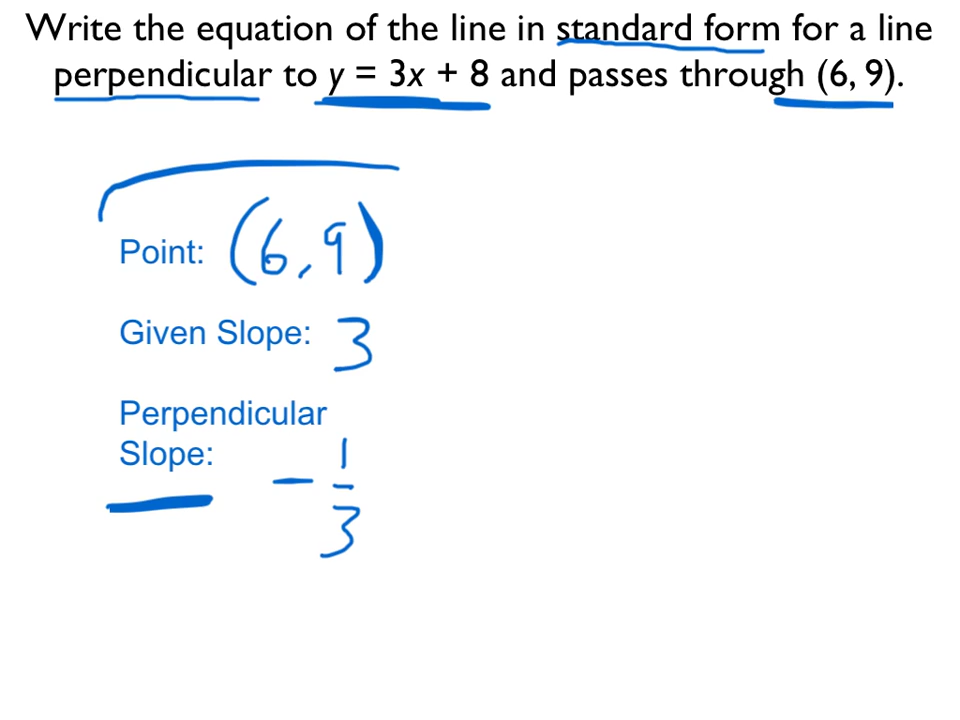 Write the equation of the line in standard form for a line
perpendicular to y = 3x + 8 and passes through (6, 9).
Point: (6, 9)
Given Slope: 3
Perpendicular
Slope: - 1/3